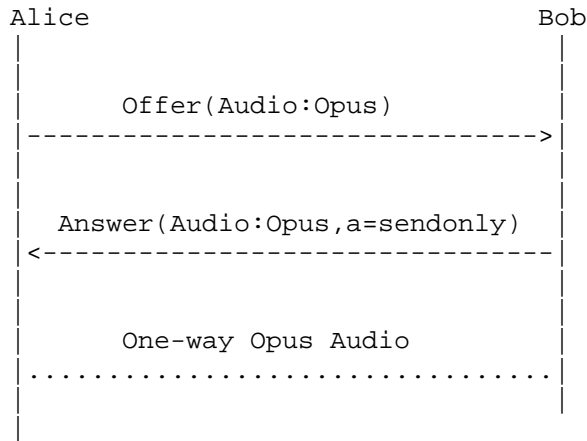 Alice Bob
Offer(Audio:Opus)
Answer(Audio:Opus,a=sendonly)
One-way Opus Audio